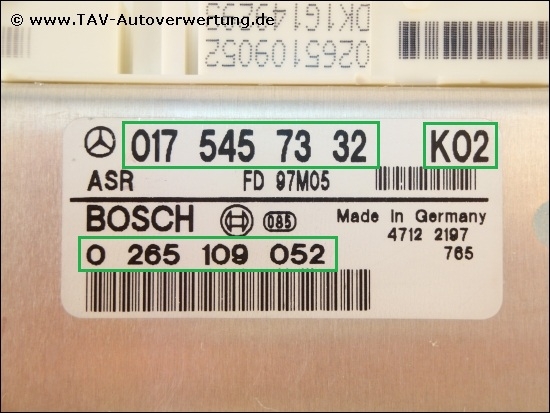 © www.TAV-Autoverwertung.de
0265109052
017 545 73 32 K02
ASR FD 97M05
BOSCH 085 Made in Germany
0 265 109 052 4712 2197
765